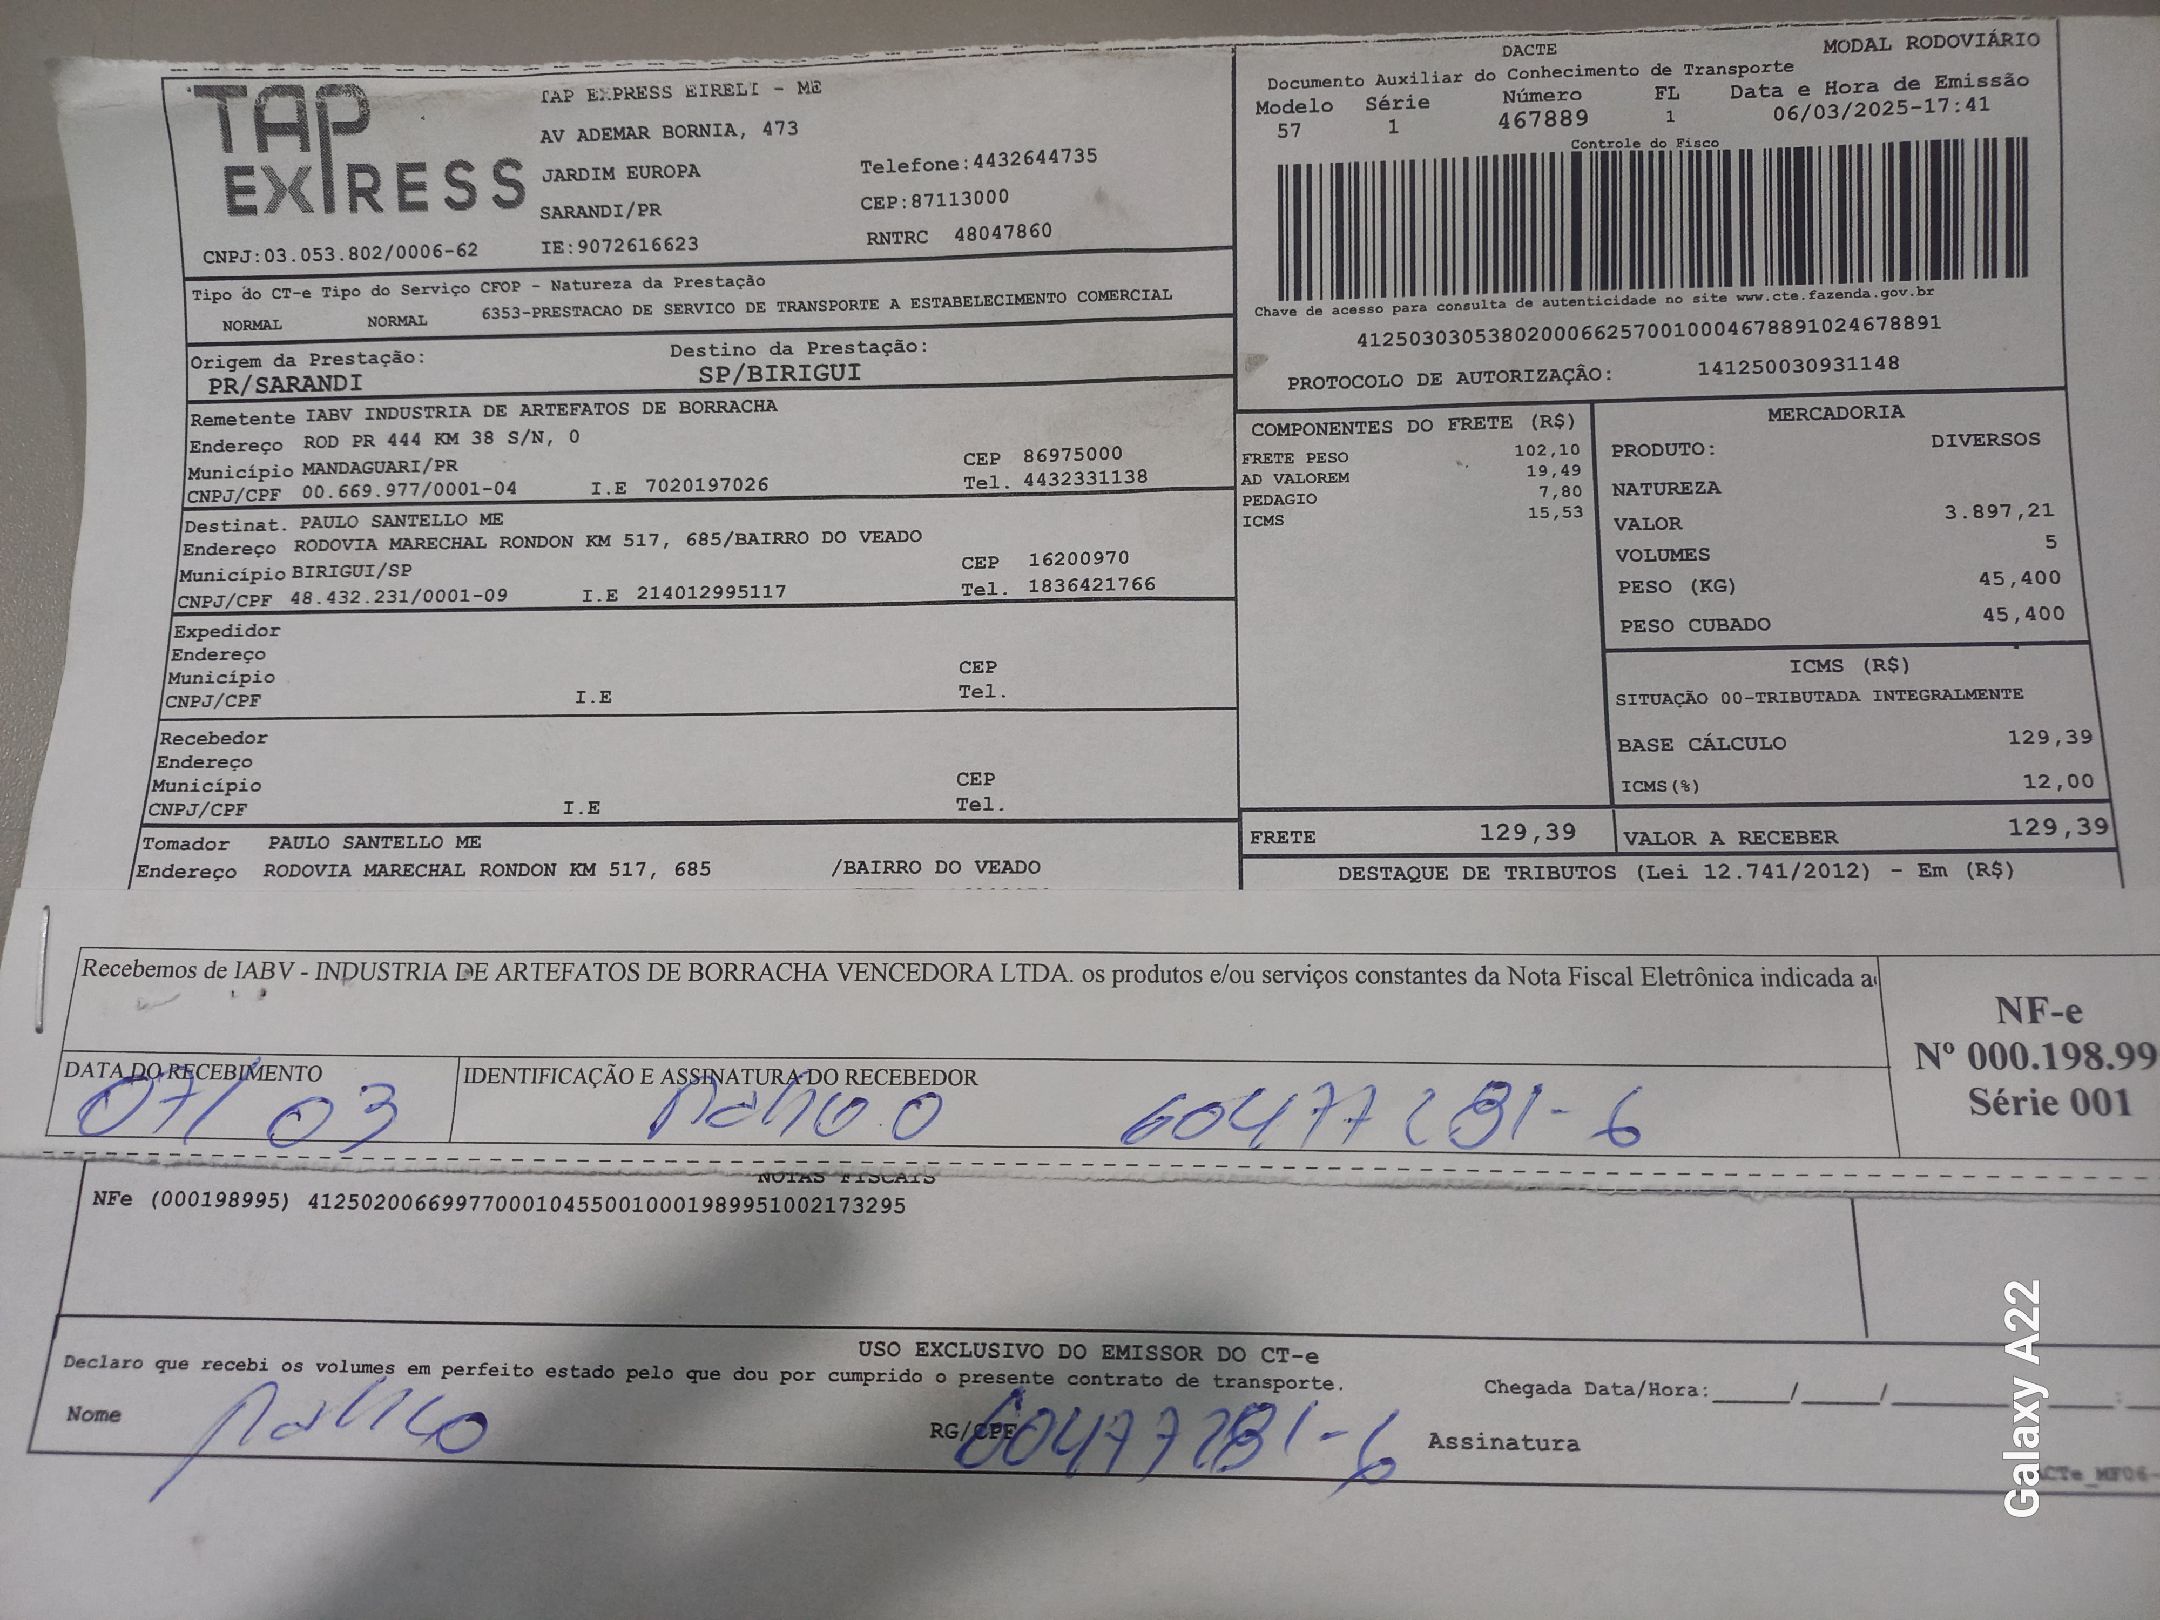 TAP EXPRESS
TAP EXPRESS EIRELI - ME
AV ADEMAR BORNIA, 473
JARDIM EUROPA Telefone:4432644735
SARANDI/PR CEP:87113000
CNPJ:03.053.802/0006-62 IE:9072616623 RNTRC 48047860
Tipo do CT-e Tipo do Serviço CFOP - Natureza da Prestação
NORMAL NORMAL 6353-PRESTACAO DE SERVICO DE TRANSPORTE A ESTABELECIMENTO COMERCIAL
Origem da Prestação: Destino da Prestação:
PR/SARANDI SP/BIRIGUI
Remetente IABV INDUSTRIA DE ARTEFATOS DE BORRACHA
Endereço ROD PR 444 KM 38 S/N, 0
Município MANDAGUARI/PR CEP 86975000
CNPJ/CPF 00.669.977/0001-04 I.E 7020197026 Tel. 4432331138
Destinat. PAULO SANTELLO ME
Endereço RODOVIA MARECHAL RONDON KM 517, 685/BAIRRO DO VEADO
Município BIRIGUI/SP CEP 16200970
CNPJ/CPF 48.432.231/0001-09 I.E 214012995117 Tel. 1836421766
Expedidor
Endereço
Município CEP
CNPJ/CPF I.E Tel.
Recebedor
Endereço
Município CEP
CNPJ/CPF I.E Tel.
Tomador PAULO SANTELLO ME
Endereço RODOVIA MARECHAL RONDON KM 517, 685 /BAIRRO DO VEADO
DACTE MODAL RODOVIÁRIO
Documento Auxiliar do Conhecimento de Transporte
Modelo Série Número FL Data e Hora de Emissão
57 1 467889 1 06/03/2025-17:41
Controle do Fisco
Chave de acesso para consulta de autenticidade no site www.cte.fazenda.gov.br
41250303053802000662570010004678891024678891
PROTOCOLO DE AUTORIZAÇÃO: 141250030931148
COMPONENTES DO FRETE (R$)
FRETE PESO 102,10
AD VALOREM 19,49
PEDAGIO 7,80
ICMS 15,53
MERCADORIA
PRODUTO: DIVERSOS
NATUREZA
VALOR 3.897,21
VOLUMES 5
PESO (KG) 45,400
PESO CUBADO 45,400
ICMS (R$)
SITUAÇÃO 00-TRIBUTADA INTEGRALMENTE
BASE CÁLCULO 129,39
ICMS(%) 12,00
FRETE 129,39 VALOR A RECEBER 129,39
DESTAQUE DE TRIBUTOS (Lei 12.741/2012) - Em (R$)
Recebemos de IABV - INDUSTRIA DE ARTEFATOS DE BORRACHA VENCEDORA LTDA. os produtos e/ou serviços constantes da Nota Fiscal Eletrônica indicada a
NF-e
Nº 000.198.99
Série 001
DATA DO RECEBIMENTO IDENTIFICAÇÃO E ASSINATURA DO RECEBEDOR
07/03 60477281-6
NOTAS FISCAIS
NFe (000198995) 41250200669977000104550010001989951002173295
USO EXCLUSIVO DO EMISSOR DO CT-e
Declaro que recebi os volumes em perfeito estado pelo que dou por cumprido o presente contrato de transporte.
Chegada Data/Hora:_____/_____/_______ ____:
Nome RG/CPF 60477281-6 Assinatura
CTe_MF06-
Galaxy A22